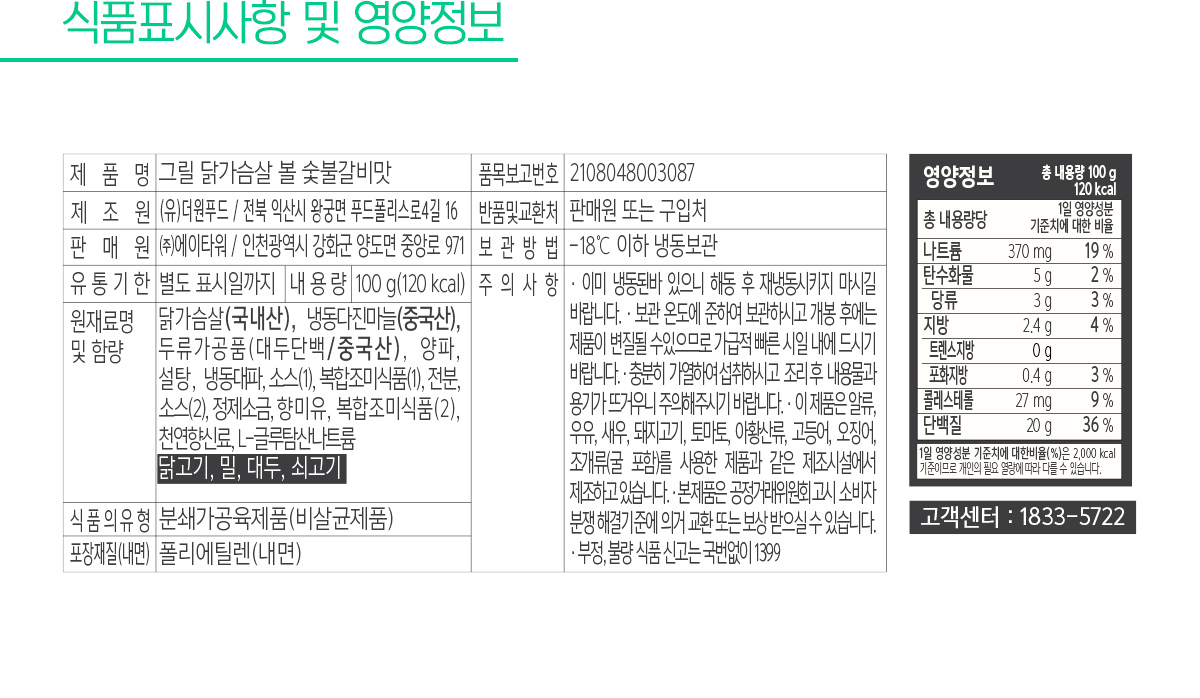 식품표시사항 및 영양정보
제 품 명 그릴 닭가슴살 볼 숯불갈비맛
제 조 원 (유)더원푸드 / 전북 익산시 왕궁면 푸드폴리스로4길 16
판 매 원 ㈜에이타워 / 인천광역시 강화군 양도면 중앙로 971
유통기한 별도 표시일까지 내용량 100 g(120 kcal)
원재료명 및 함량
닭가슴살(국내산), 냉동다진마늘(중국산),
두류가공품(대두단백/중국산), 양파,
설탕, 냉동대파, 소스(1), 복합조미식품(1), 전분,
소스(2), 정제소금, 향미유, 복합조미식품(2),
천연향신료, L-글루탐산나트륨
닭고기, 밀, 대두, 쇠고기
식품의유형 분쇄가공육제품(비살균제품)
포장재질(내면) 폴리에틸렌(내면)
품목보고번호 2108048003087
반품및교환처 판매원 또는 구입처
보관방법 -18℃ 이하 냉동보관
주의사항 · 이미 냉동된바 있으니 해동 후 재냉동시키지 마시길
바랍니다. · 보관 온도에 준하여 보관하시고 개봉 후에는
제품이 변질될 수있으므로 가급적 빠른 시일 내에 드시기
바랍니다. · 충분히 가열하여 섭취하시고 조리 후 내용물과
용기가 뜨거우니 주의해주시기 바랍니다. · 이 제품은 알류,
우유, 새우, 돼지고기, 토마토, 아황산류, 고등어, 오징어,
조개류(굴 포함)를 사용한 제품과 같은 제조시설에서
제조하고 있습니다. · 본제품은 공정거래위원회 고시 소비자
분쟁 해결기준에 의거 교환 또는 보상 받으실 수 있습니다.
· 부정, 불량 식품 신고는 국번없이 1399
영양정보 총 내용량 100 g
120 kcal
총 내용량당 1일 영양성분
기준치에 대한 비율
나트륨 370 mg 19 %
탄수화물 5 g 2 %
당류 3 g 3 %
지방 2.4 g 4 %
트랜스지방 0 g
포화지방 0.4 g 3 %
콜레스테롤 27 mg 9 %
단백질 20 g 36 %
1일 영양성분 기준치에 대한비율(%)은 2,000 kcal
기준이므로 개인의 필요 열량에 따라 다를 수 있습니다.
고객센터 : 1833-5722